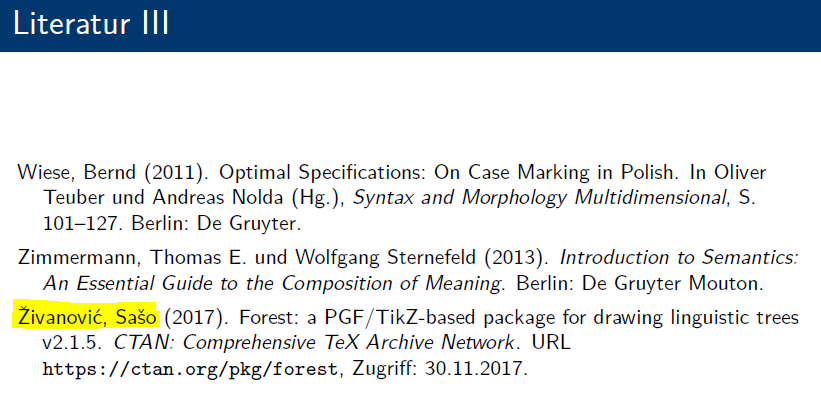 Literatur III
Wiese, Bernd (2011). Optimal Specifications: On Case Marking in Polish. In Oliver
Teuber und Andreas Nolda (Hg.), Syntax and Morphology Multidimensional, S.
101–127. Berlin: De Gruyter.
Zimmermann, Thomas E. und Wolfgang Sternefeld (2013). Introduction to Semantics:
An Essential Guide to the Composition of Meaning. Berlin: De Gruyter Mouton.
Živanović, Sašo (2017). Forest: a PGF/TikZ-based package for drawing linguistic trees
v2.1.5. CTAN: Comprehensive TeX Archive Network. URL
https://ctan.org/pkg/forest, Zugriff: 30.11.2017.